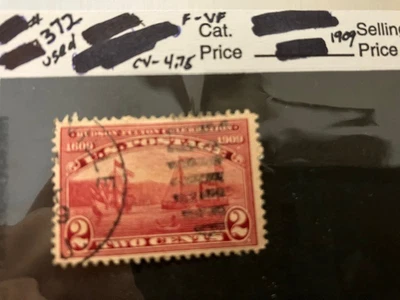 # 372 F-VF Cat. Selling
used CV-4.75 Price 1909 Price
HUDSON-FULTON CELEBRATION
1609 1909
U.S. POSTAGE
2 2
TWO CENTS